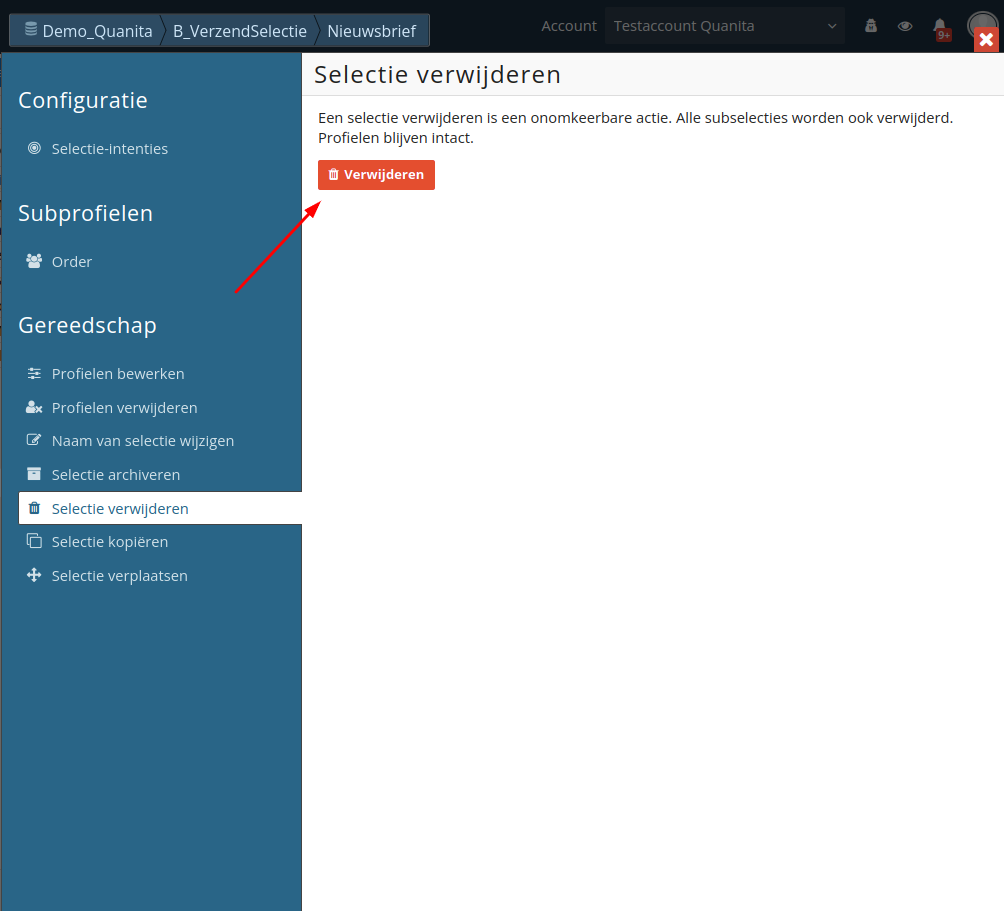 Demo_Quanita B_VerzendSelectie Nieuwsbrief
Account Testaccount Quanita 9+
Configuratie
Selectie-intenties
Subprofielen
Order
Gereedschap
Profielen bewerken
Profielen verwijderen
Naam van selectie wijzigen
Selectie archiveren
Selectie verwijderen
Selectie kopiëren
Selectie verplaatsen
Selectie verwijderen
Een selectie verwijderen is een onomkeerbare actie. Alle subselecties worden ook verwijderd.
Profielen blijven intact.
Verwijderen